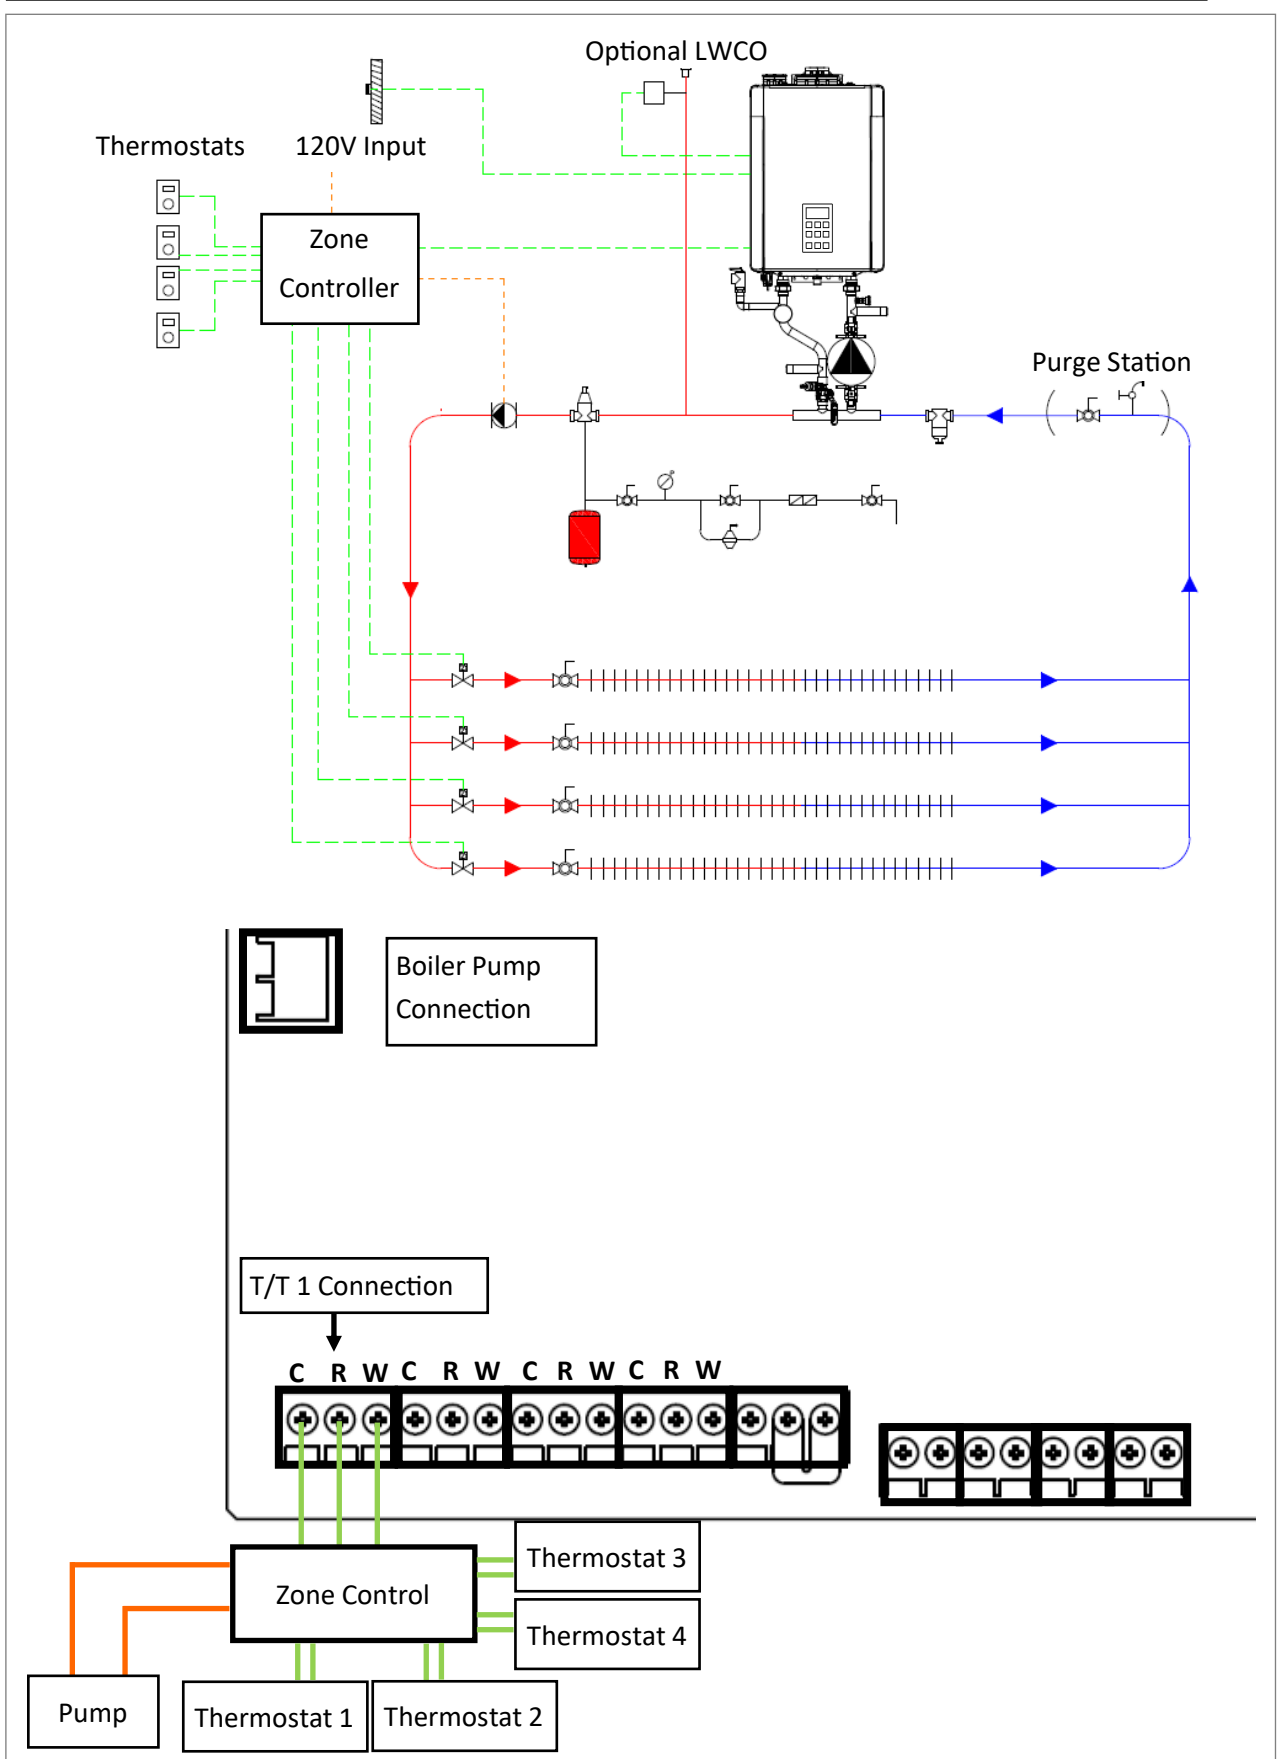 Optional LWCO
Thermostats
120V Input
Zone
Controller
Purge Station
Boiler Pump
Connection
T/T 1 Connection
C R W C R W C R W C R W
Thermostat 3
Zone Control
Thermostat 4
Pump
Thermostat 1
Thermostat 2